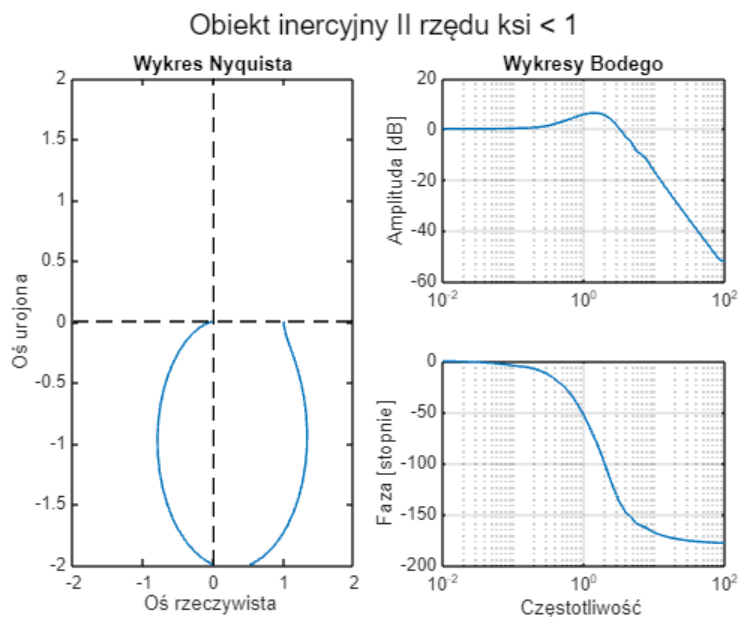 Obiekt inercyjny II rzędu ksi < 1
Wykres Nyquista
2
1.5
1
0.5
0
-0.5
-1
-1.5
-2
-2 -1 0 1 2
Oś urojona
Oś rzeczywista
Wykresy Bodego
20
0
-20
-40
-60
10^-2 10^0 10^2
Amplituda [dB]
0
-50
-100
-150
-200
10^-2 10^0 10^2
Faza [stopnie]
Częstotliwość